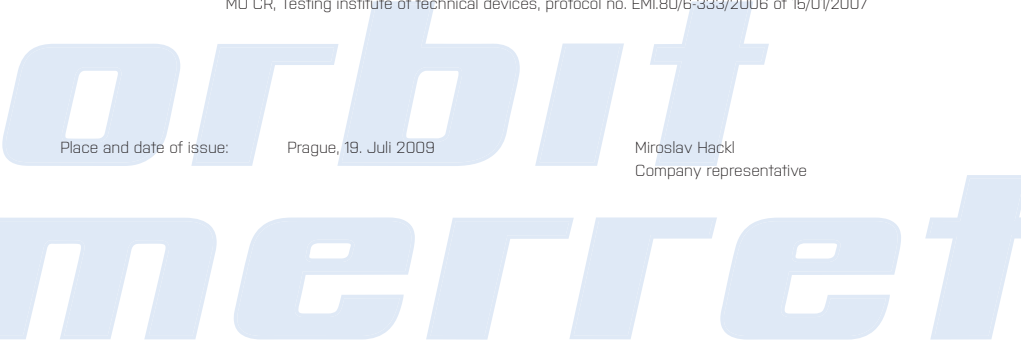 MO CR, Testing institute of technical devices, protocol no. EMI.80/6-333/2006 of 15/01/2007
orbit
Place and date of issue: Prague, 19. Juli 2009 Miroslav Hackl
Company representative
merret